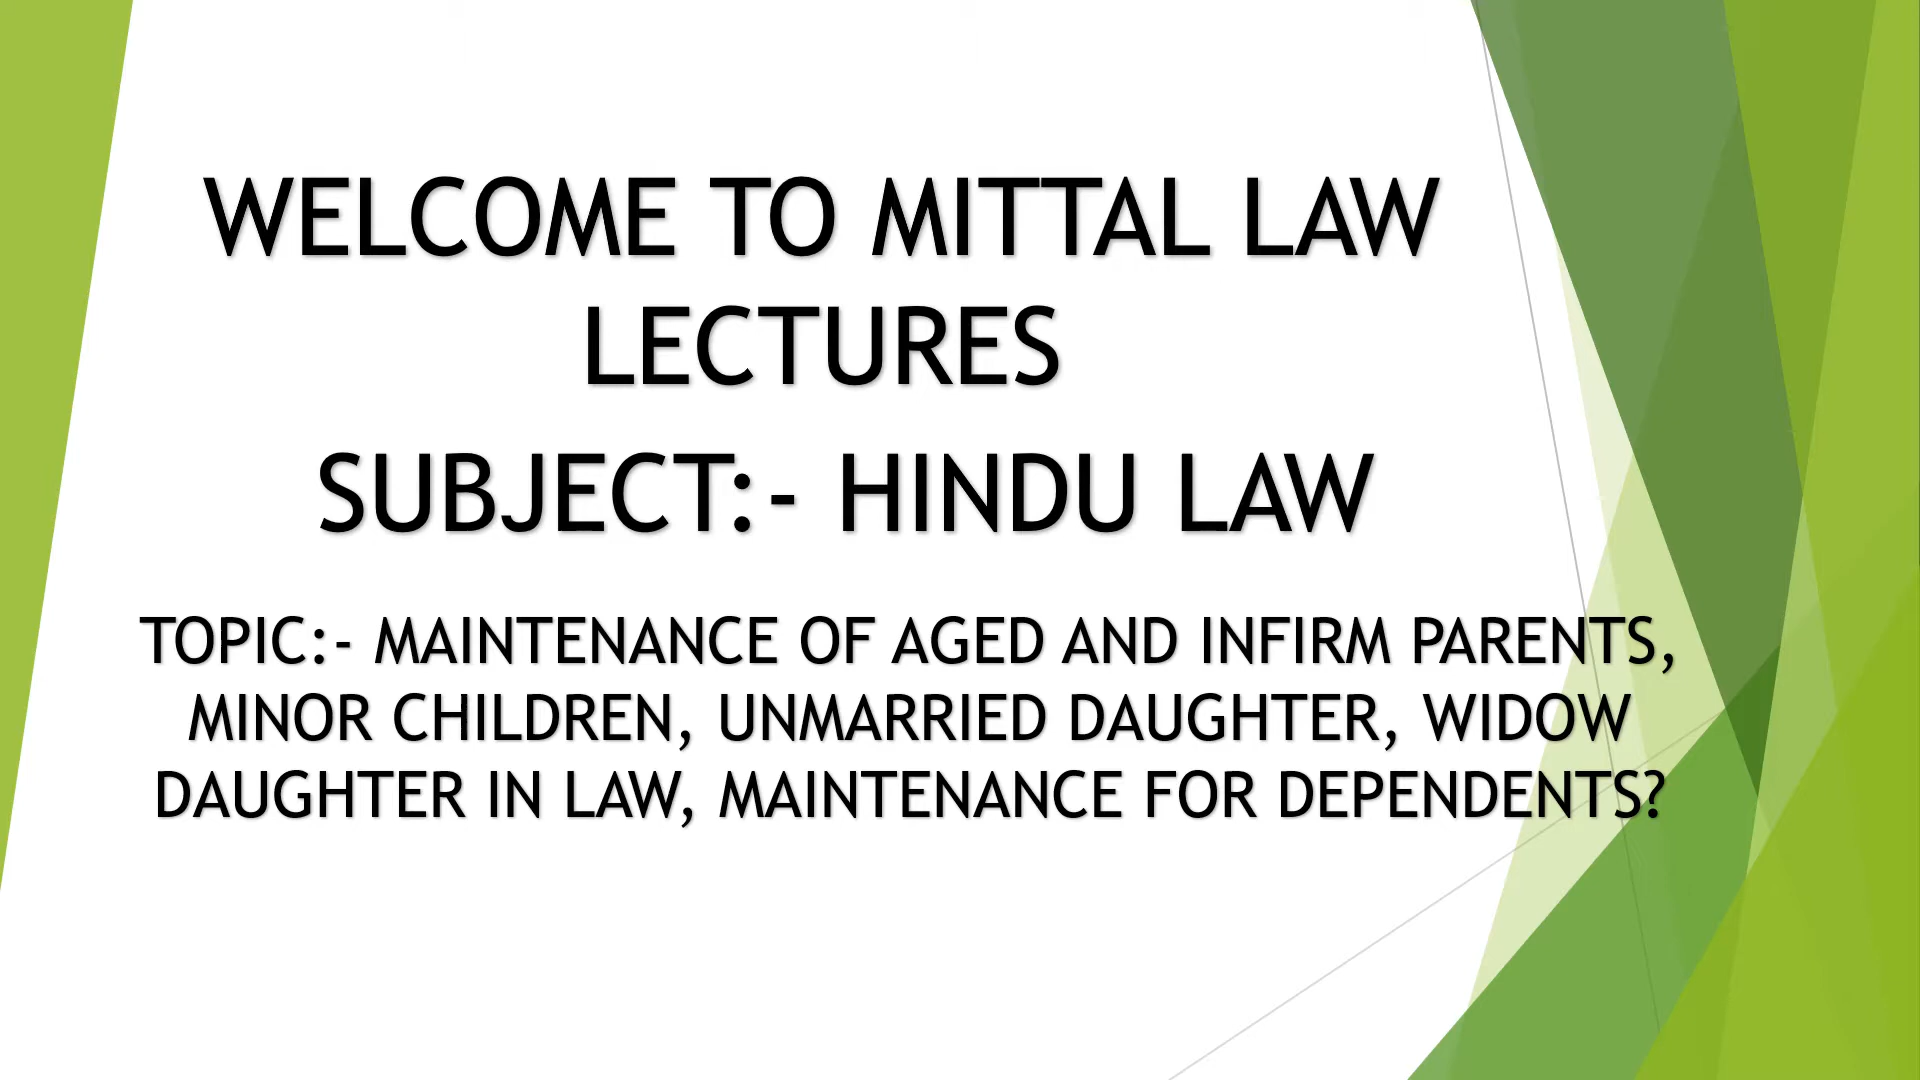 WELCOME TO MITTAL LAW
LECTURES
SUBJECT:- HINDU LAW
TOPIC:- MAINTENANCE OF AGED AND INFIRM PARENTS,
MINOR CHILDREN, UNMARRIED DAUGHTER, WIDOW
DAUGHTER IN LAW, MAINTENANCE FOR DEPENDENTS?